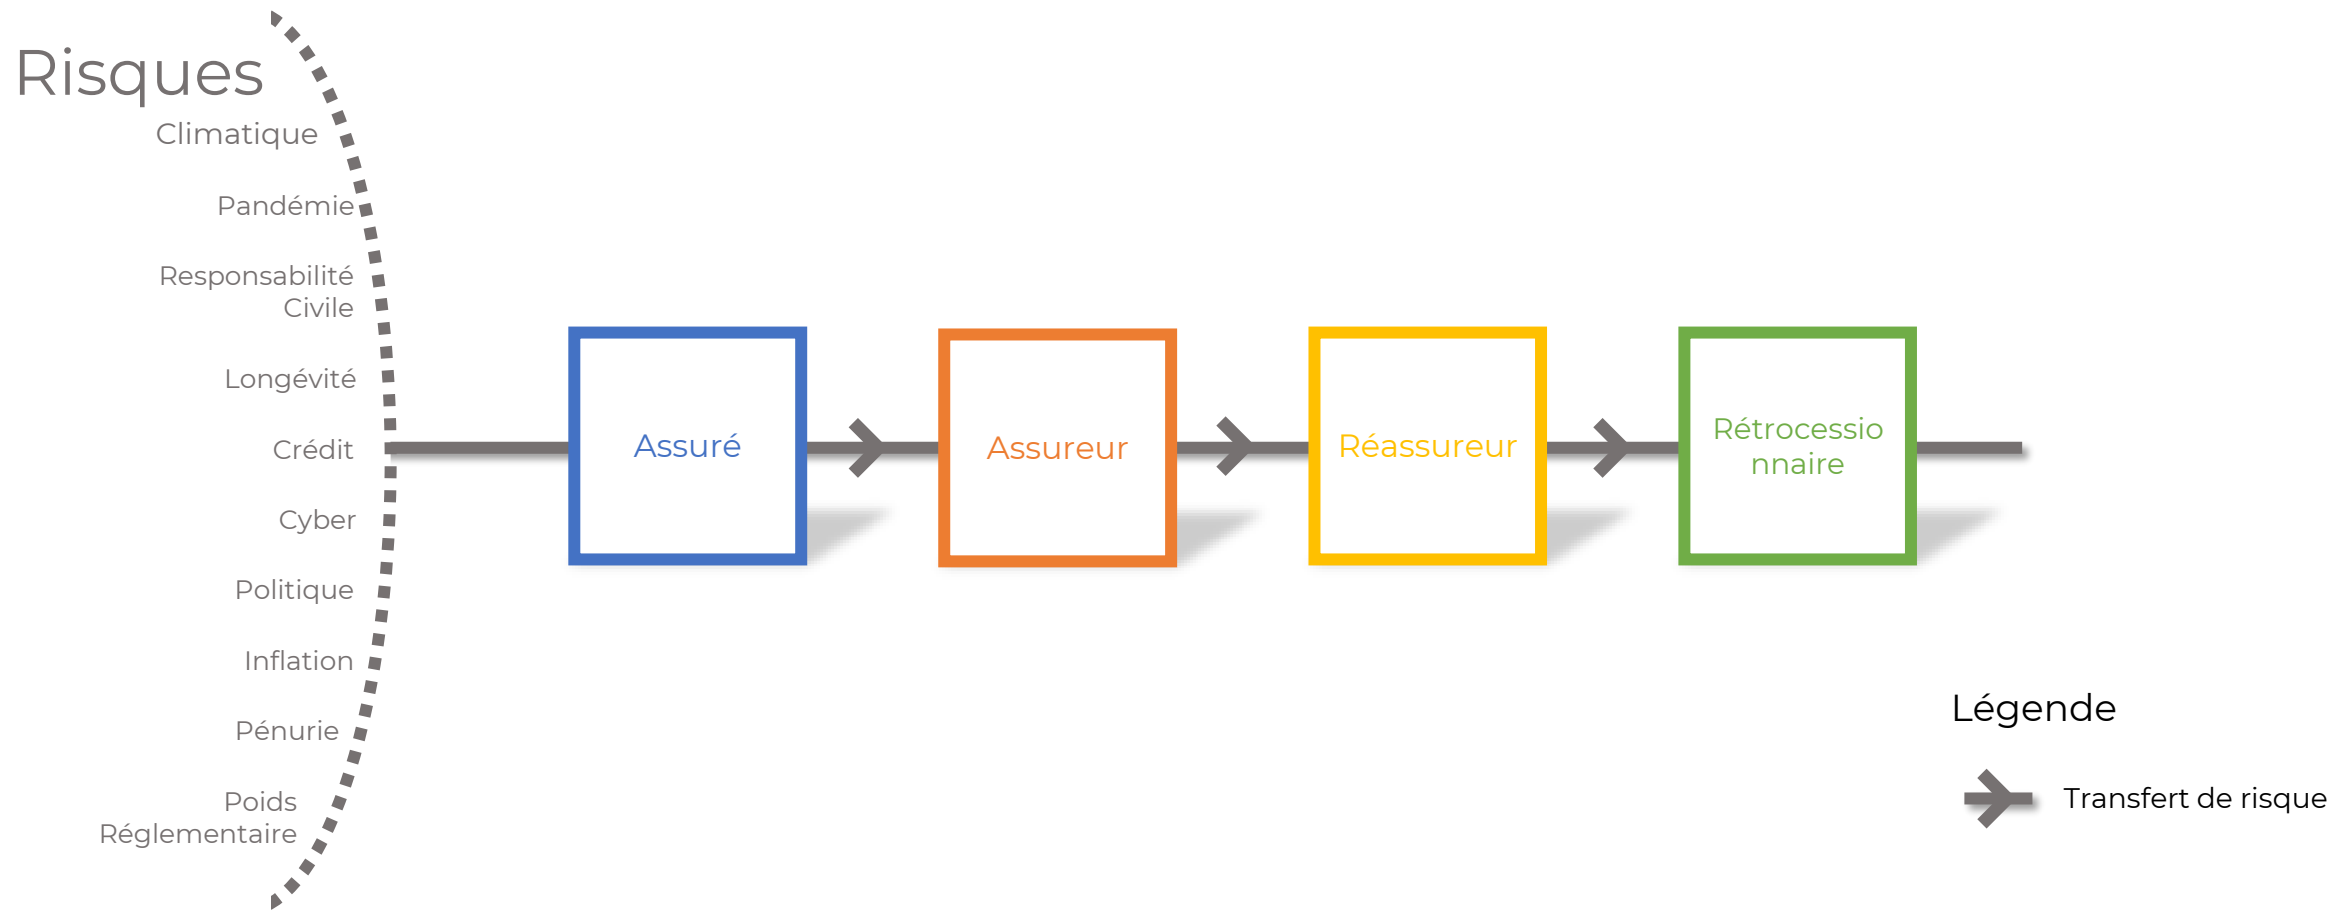 Risques
Climatique
Pandémie
Responsabilité
Civile
Longévité
Crédit
Cyber
Politique
Inflation
Pénurie
Poids
Réglementaire
Assuré
Assureur
Réassureur
Rétrocessio
nnaire
Légende
Transfert de risque